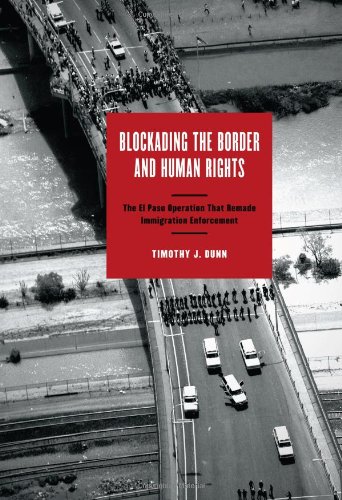 BLOCKADING THE BORDER
AND HUMAN RIGHTS
The El Paso Operation That Remade
Immigration Enforcement
TIMOTHY J. DUNN